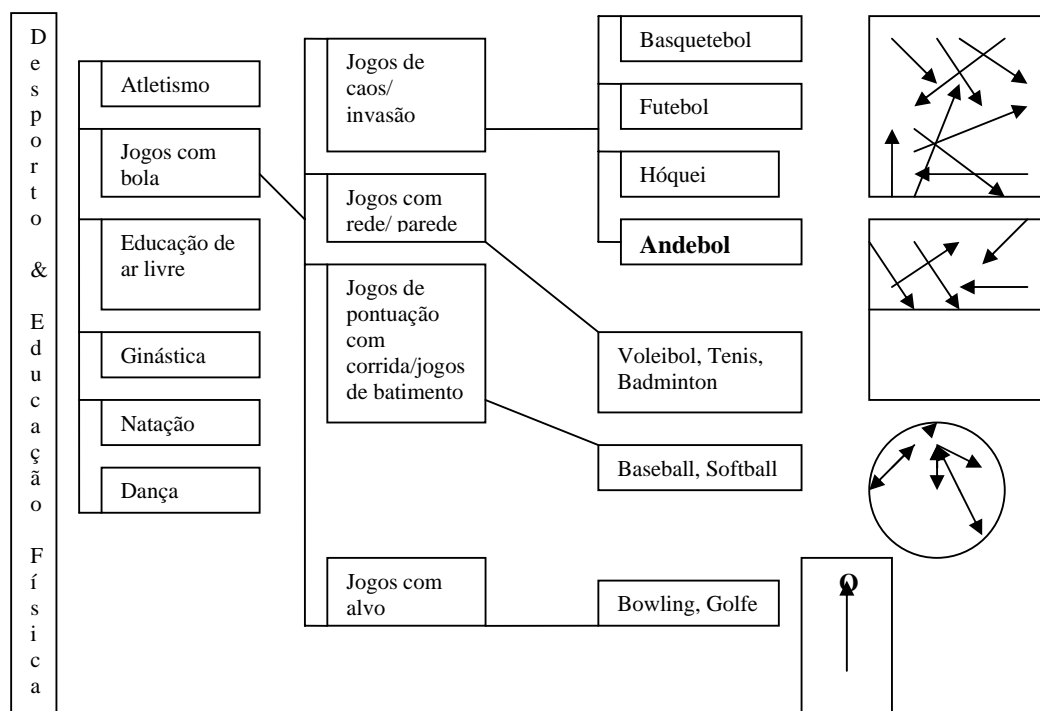 Desporto & Educação Física
Atletismo
Jogos com
bola
Educação de
ar livre
Ginástica
Natação
Dança
Jogos de
caos/
invasão
Jogos com
rede/ parede
Jogos de
pontuação
com
corrida/jogos
de batimento
Jogos com
alvo
Basquetebol
Futebol
Hóquei
Andebol
Voleibol, Tenis,
Badminton
Baseball, Softball
Bowling, Golfe
O